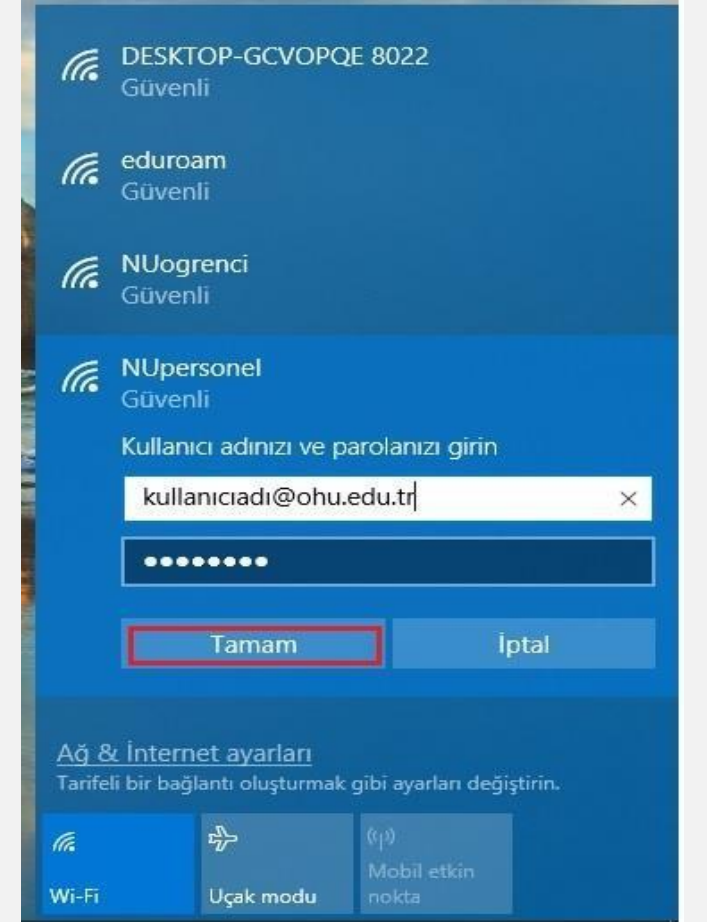 DESKTOP-GCVOPQE 8022
Güvenli
eduroam
Güvenli
NUogrenci
Güvenli
NUpersonel
Güvenli
Kullanıcı adınızı ve parolanızı girin
kullanıcıadı@ohu.edu.tr
••••••••
Tamam
İptal
Ağ & İnternet ayarları
Tarifeli bir bağlantı oluşturmak gibi ayarları değiştirin.
Wi-Fi
Uçak modu
Mobil etkin
nokta